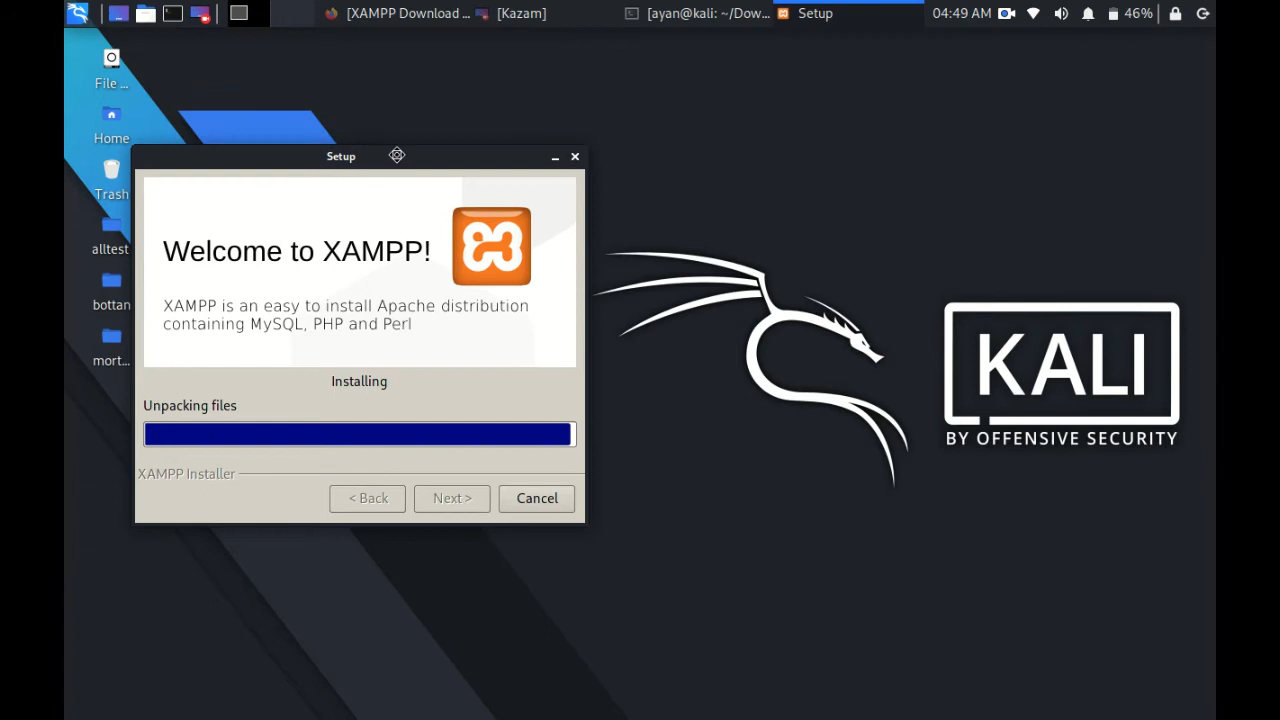 [XAMPP Download ...
[Kazam]
[ayan@kali: ~/Dow...
Setup
04:49 AM
46%
File ...
Home
Trash
alltest
bottan
mort...
Setup
Welcome to XAMPP!
XAMPP is an easy to install Apache distribution
containing MySQL, PHP and Perl
Installing
Unpacking files
XAMPP Installer
< Back
Next >
Cancel
KALI
BY OFFENSIVE SECURITY